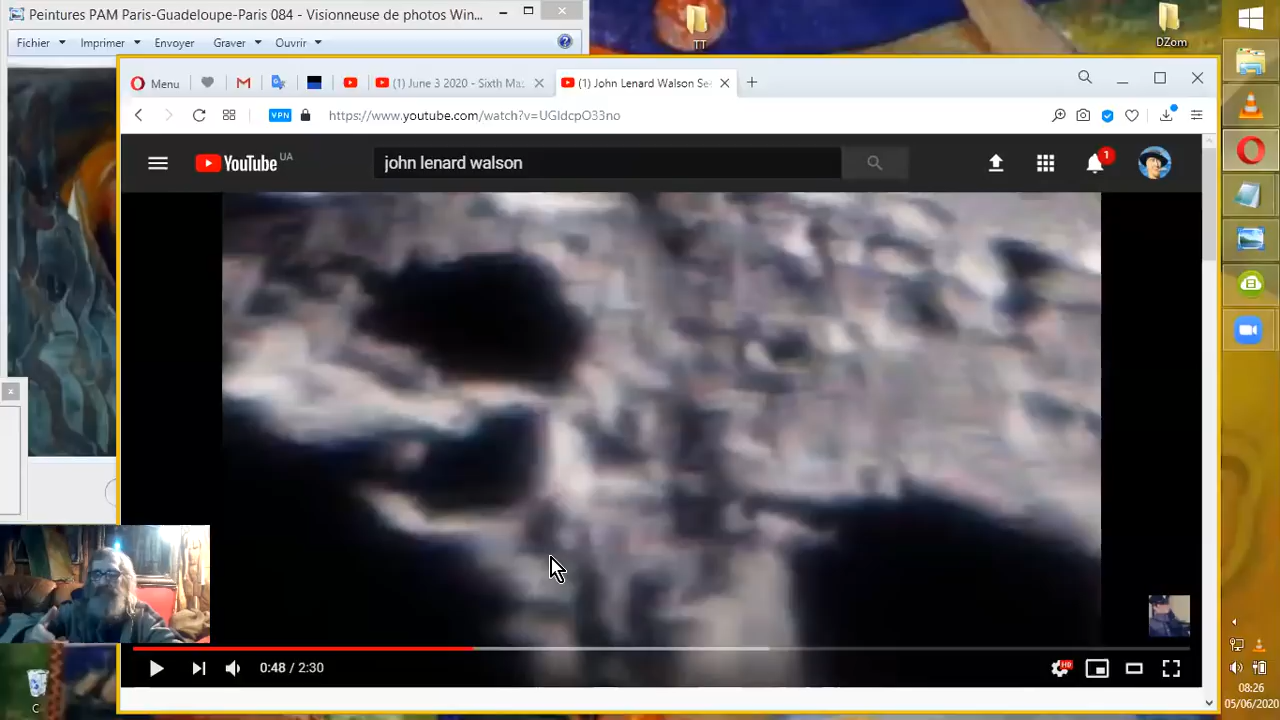 Peintures PAM Paris-Guadeloupe-Paris 084 - Visionneuse de photos Win...
Fichier Imprimer Envoyer Graver Ouvrir
TT
DZom
Menu
(1) June 3 2020 - Sixth Ma
(1) John Lenard Walson Se
VPN https://www.youtube.com/watch?v=UGldcpO33no
YouTube UA
john lenard walson
1
0:48 / 2:30
HD
C
08:26
05/06/2020